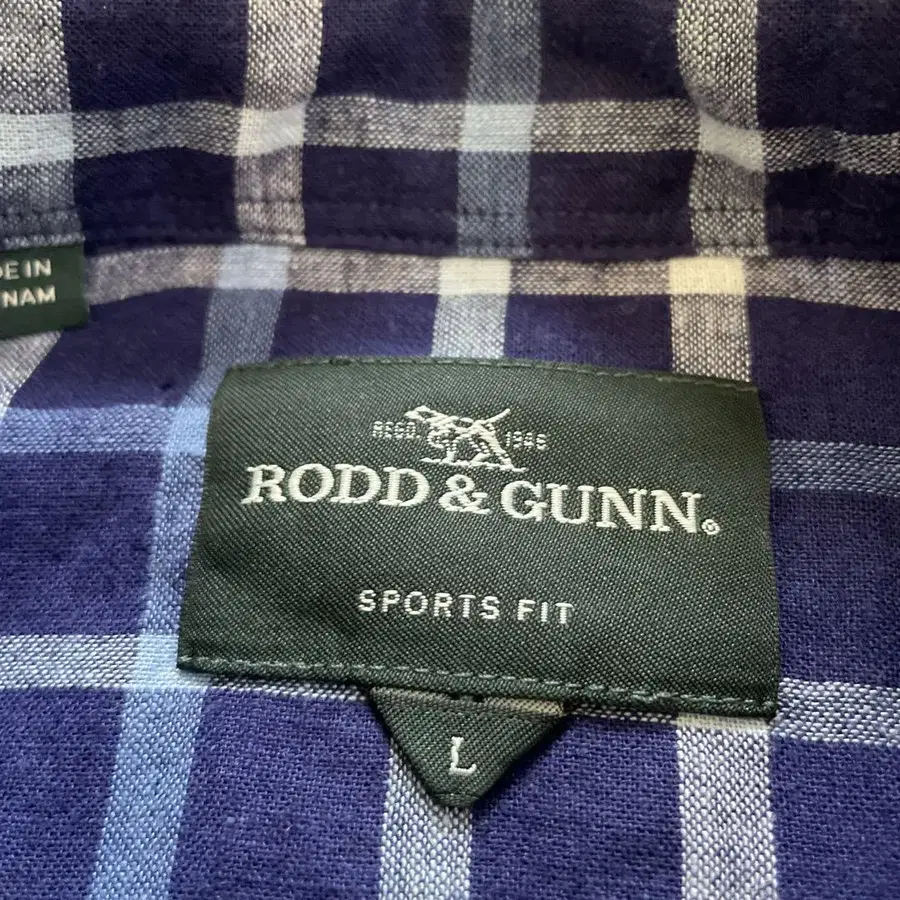 DE IN
NAM
REGD. 1946
RODD & GUNN®
SPORTS FIT
L